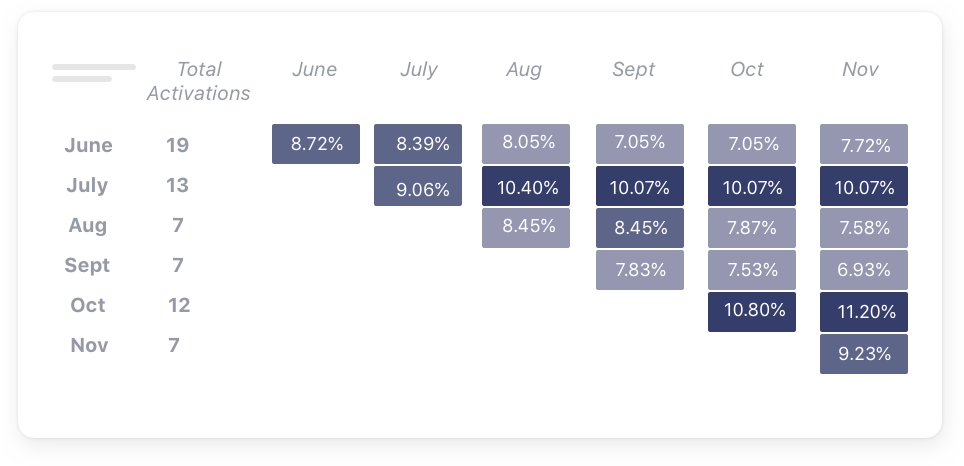 Total June July Aug Sept Oct Nov
Activations
June 19 8.72% 8.39% 8.05% 7.05% 7.05% 7.72%
July 13 9.06% 10.40% 10.07% 10.07% 10.07%
Aug 7 8.45% 8.45% 7.87% 7.58%
Sept 7 7.83% 7.53% 6.93%
Oct 12 10.80% 11.20%
Nov 7 9.23%